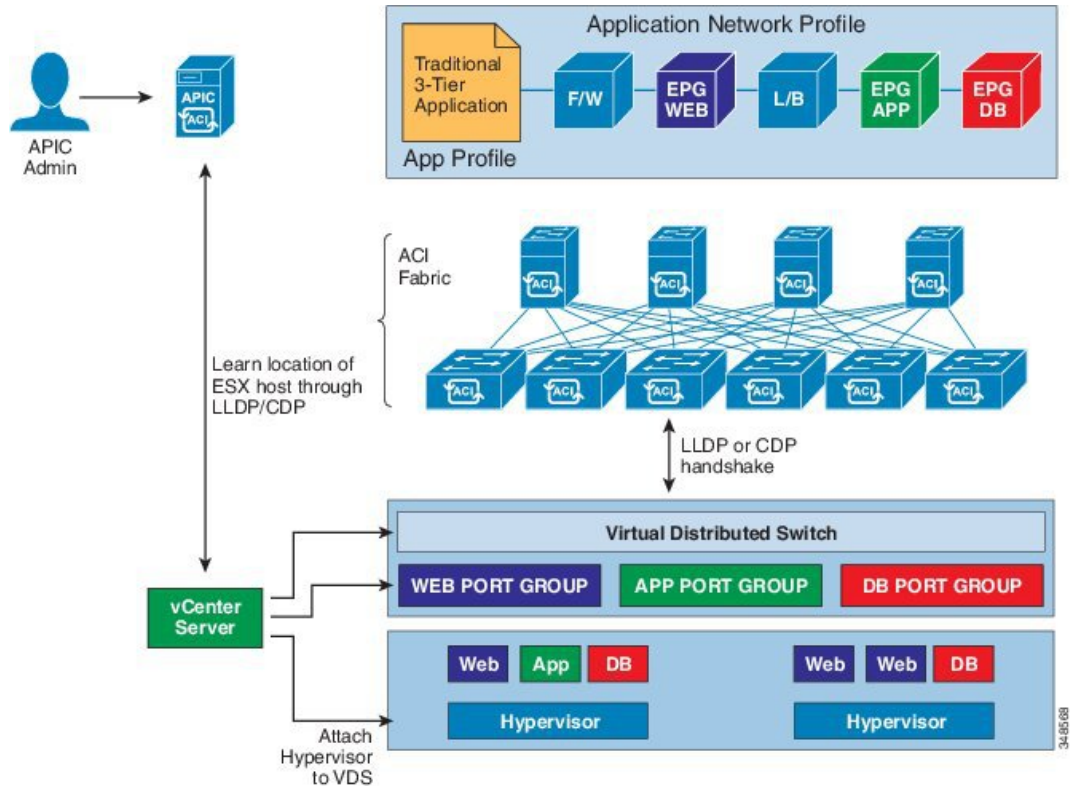 Application Network Profile
Traditional
3-Tier
Application
F/W
EPG
WEB
L/B
EPG
APP
EPG
DB
App Profile
APIC
ACI
APIC
Admin
ACI
Fabric
ACI
ACI
ACI
ACI
ACI
ACI
ACI
ACI
ACI
ACI
Learn location of
ESX host through
LLDP/CDP
LLDP or CDP
handshake
Virtual Distributed Switch
WEB PORT GROUP
APP PORT GROUP
DB PORT GROUP
vCenter
Server
Web
App
DB
Web
Web
DB
Hypervisor
Hypervisor
Attach
Hypervisor
to VDS
348568